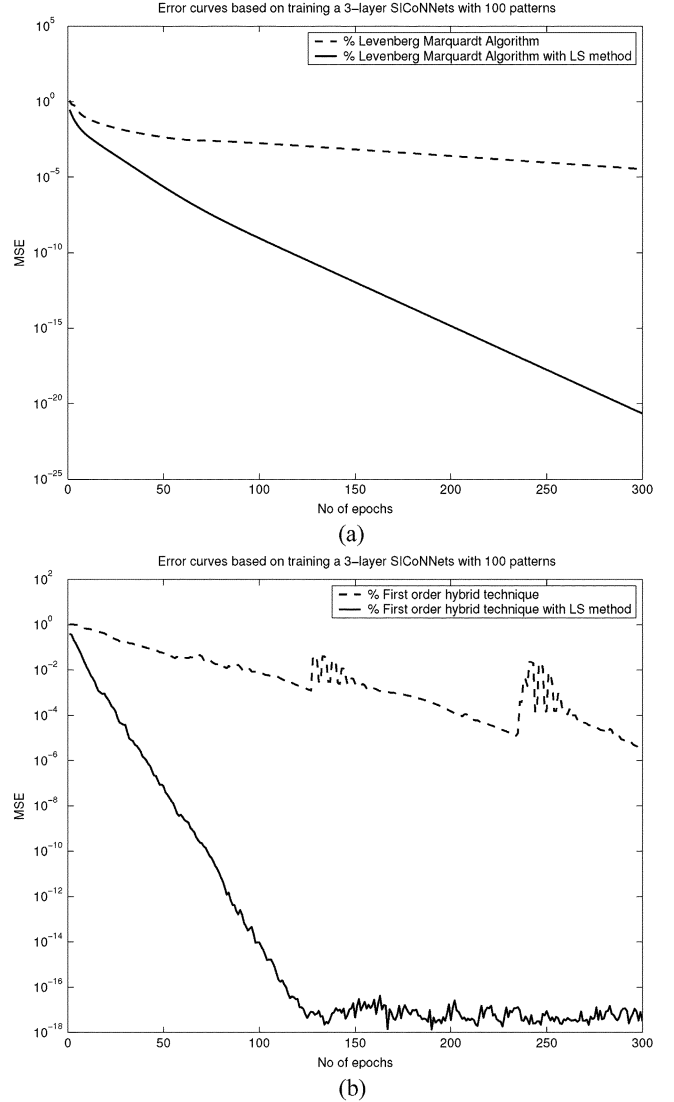 Error curves based on training a 3-layer SICoNNets with 100 patterns
10^5
% Levenberg Marquardt Algorithm
% Levenberg Marquardt Algorithm with LS method
10^0
10^-5
10^-10
10^-15
10^-20
10^-25
MSE
0 50 100 150 200 250 300
No of epochs
(a)
Error curves based on training a 3-layer SICoNNets with 100 patterns
10^2
% First order hybrid technique
% First order hybrid technique with LS method
10^0
10^-2
10^-4
10^-6
10^-8
10^-10
10^-12
10^-14
10^-16
10^-18
MSE
0 50 100 150 200 250 300
No of epochs
(b)